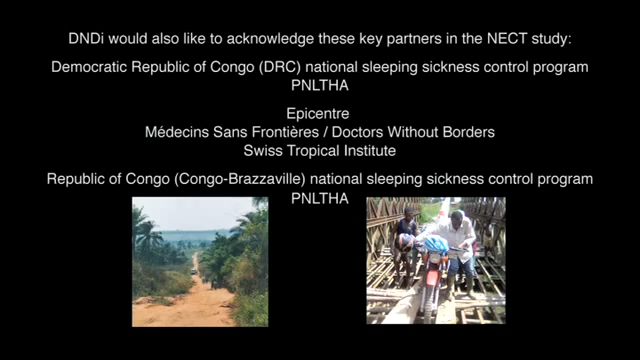 DNDi would also like to acknowledge these key partners in the NECT study:
Democratic Republic of Congo (DRC) national sleeping sickness control program
PNLTHA
Epicentre
Médecins Sans Frontières / Doctors Without Borders
Swiss Tropical Institute
Republic of Congo (Congo-Brazzaville) national sleeping sickness control program
PNLTHA